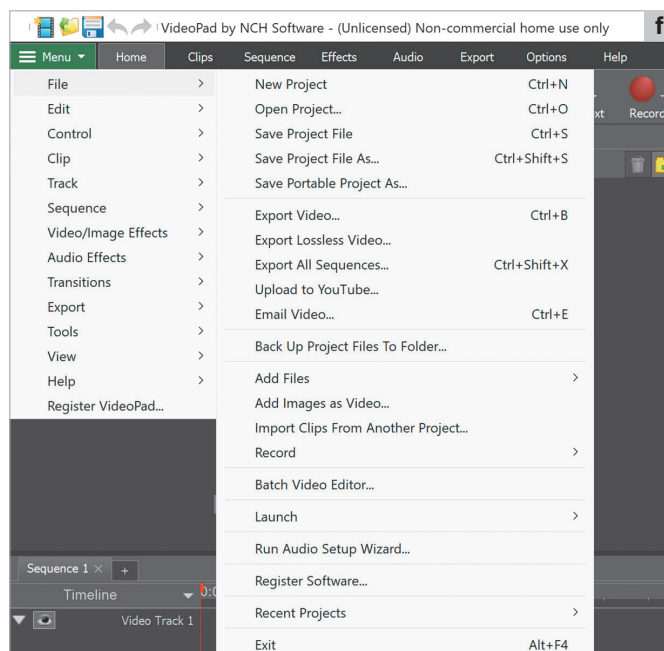 VideoPad by NCH Software - (Unlicensed) Non-commercial home use only
f
Menu Home Clips Sequence Effects Audio Export Options Help
File
Edit
Control
Clip
Track
Sequence
Video/Image Effects
Audio Effects
Transitions
Export
Tools
View
Help
Register VideoPad...
New Project Ctrl+N
Open Project... Ctrl+O
Save Project File Ctrl+S
Save Project File As... Ctrl+Shift+S
Save Portable Project As...
Export Video... Ctrl+B
Export Lossless Video...
Export All Sequences... Ctrl+Shift+X
Upload to YouTube...
Email Video... Ctrl+E
Back Up Project Files To Folder...
Add Files
Add Images as Video...
Import Clips From Another Project...
Record
Batch Video Editor...
Launch
Run Audio Setup Wizard...
Register Software...
Recent Projects
Exit Alt+F4
xt Record
Sequence 1
Timeline
Video Track 1